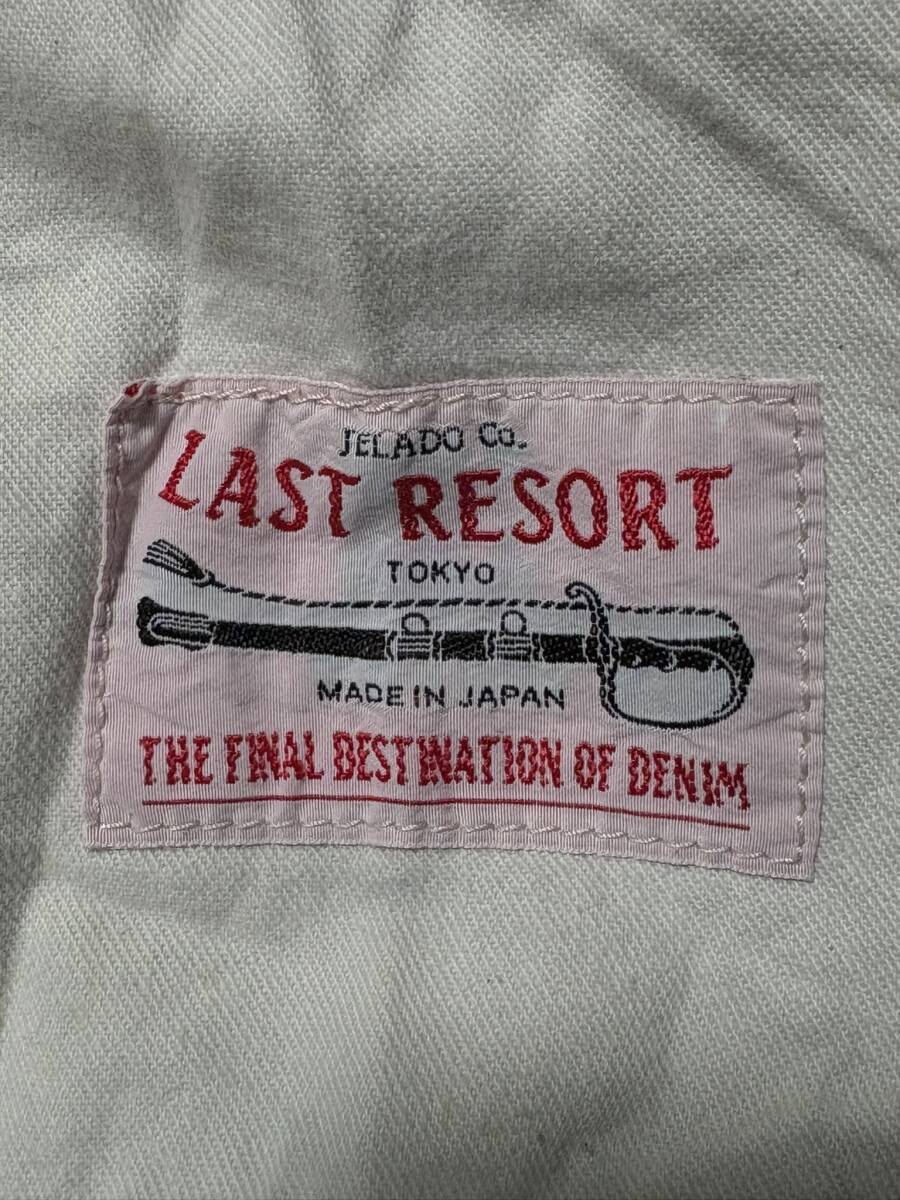 JELADO Co.
LAST RESORT
TOKYO
MADE IN JAPAN
THE FINAL DESTINATION OF DENIM